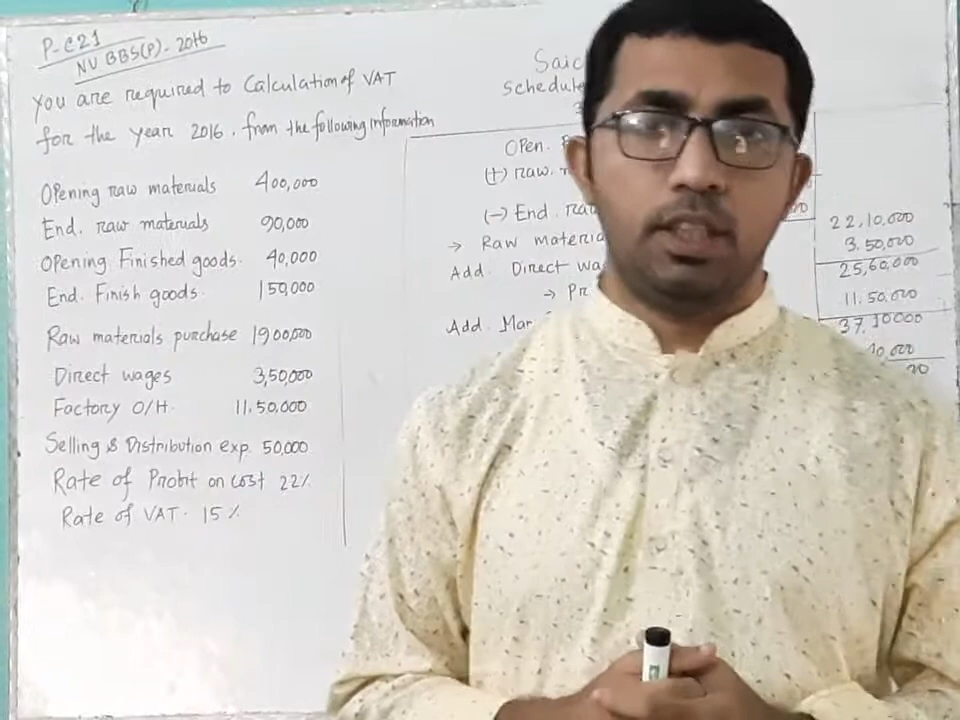 P-C21
NU BBS(P)-2016
You are required to Calculation of VAT
for the year 2016, from the following information
Opening raw materials 400,000
End. raw materials 90,000
Opening Finished goods. 40,000
End. Finish goods. 150,000
Raw materials purchase 1900,000
Direct wages 3,50,000
Factory O/H. 11.50,000
Selling & Distribution exp. 50,000
Rate of Probit on Cost 22%
Rate of VAT. 15%
Saic
Schedule
Open.
(+) raw.
(-) End. Ra
22,10,000
→ Raw materia
3.50,000
Add. Direct wa
25,60,000
→ Pr
11.50,000
Add. Man
37,10000